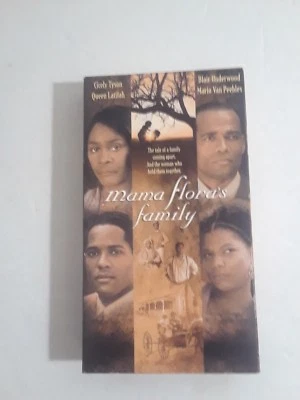 Cicely Tyson
Queen Latifah
Blair Underwood
Mario Van Peebles
The tale of a family
coming apart.
And the woman who
held them together.
mama flora's
family